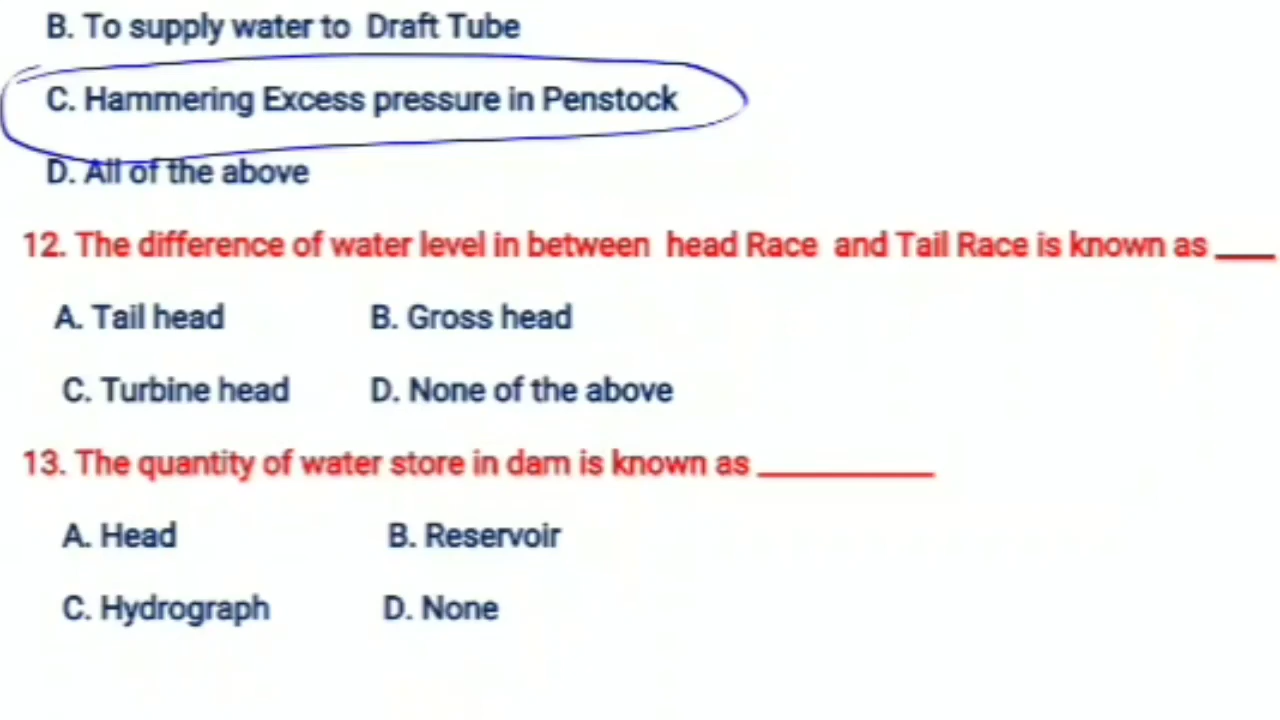 B. To supply water to Draft Tube
C. Hammering Excess pressure in Penstock
D. All of the above
12. The difference of water level in between head Race and Tail Race is known as ____
A. Tail head B. Gross head
C. Turbine head D. None of the above
13. The quantity of water store in dam is known as ____________
A. Head B. Reservoir
C. Hydrograph D. None